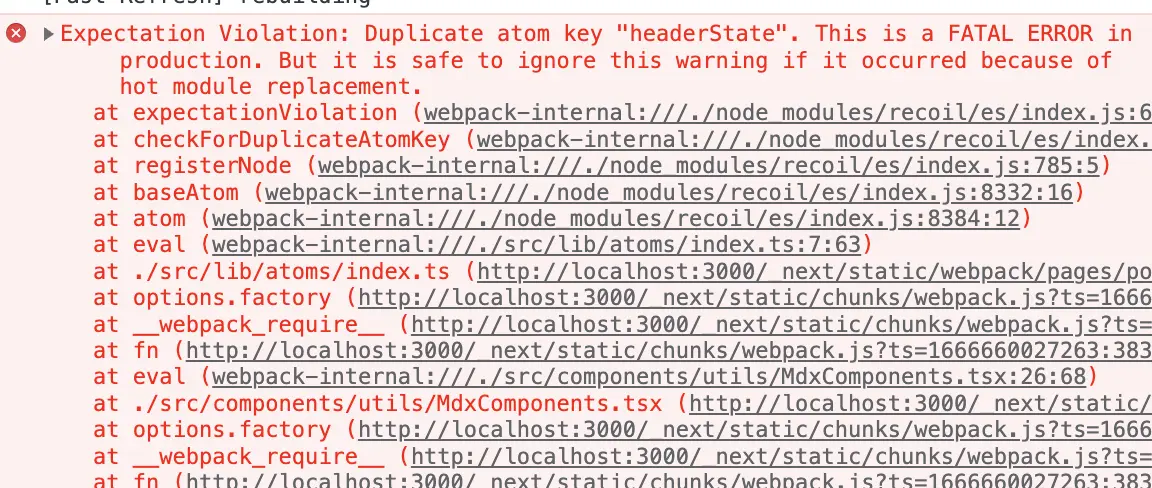 [Fast Refresh] rebuilding
Expectation Violation: Duplicate atom key "headerState". This is a FATAL ERROR in
production. But it is safe to ignore this warning if it occurred because of
hot module replacement.
at expectationViolation (webpack-internal:///./node_modules/recoil/es/index.js:6
at checkForDuplicateAtomKey (webpack-internal:///./node_modules/recoil/es/index.
at registerNode (webpack-internal:///./node_modules/recoil/es/index.js:785:5)
at baseAtom (webpack-internal:///./node_modules/recoil/es/index.js:8332:16)
at atom (webpack-internal:///./node_modules/recoil/es/index.js:8384:12)
at eval (webpack-internal:///./src/lib/atoms/index.ts:7:63)
at ./src/lib/atoms/index.ts (http://localhost:3000/_next/static/webpack/pages/po
at options.factory (http://localhost:3000/_next/static/chunks/webpack.js?ts=1666
at __webpack_require__ (http://localhost:3000/_next/static/chunks/webpack.js?ts=
at fn (http://localhost:3000/_next/static/chunks/webpack.js?ts=1666660027263:383
at eval (webpack-internal:///./src/components/utils/MdxComponents.tsx:26:68)
at ./src/components/utils/MdxComponents.tsx (http://localhost:3000/_next/static/
at options.factory (http://localhost:3000/_next/static/chunks/webpack.js?ts=1666
at __webpack_require__ (http://localhost:3000/_next/static/chunks/webpack.js?ts=
at fn (http://localhost:3000/_next/static/chunks/webpack.js?ts=1666660027263:383